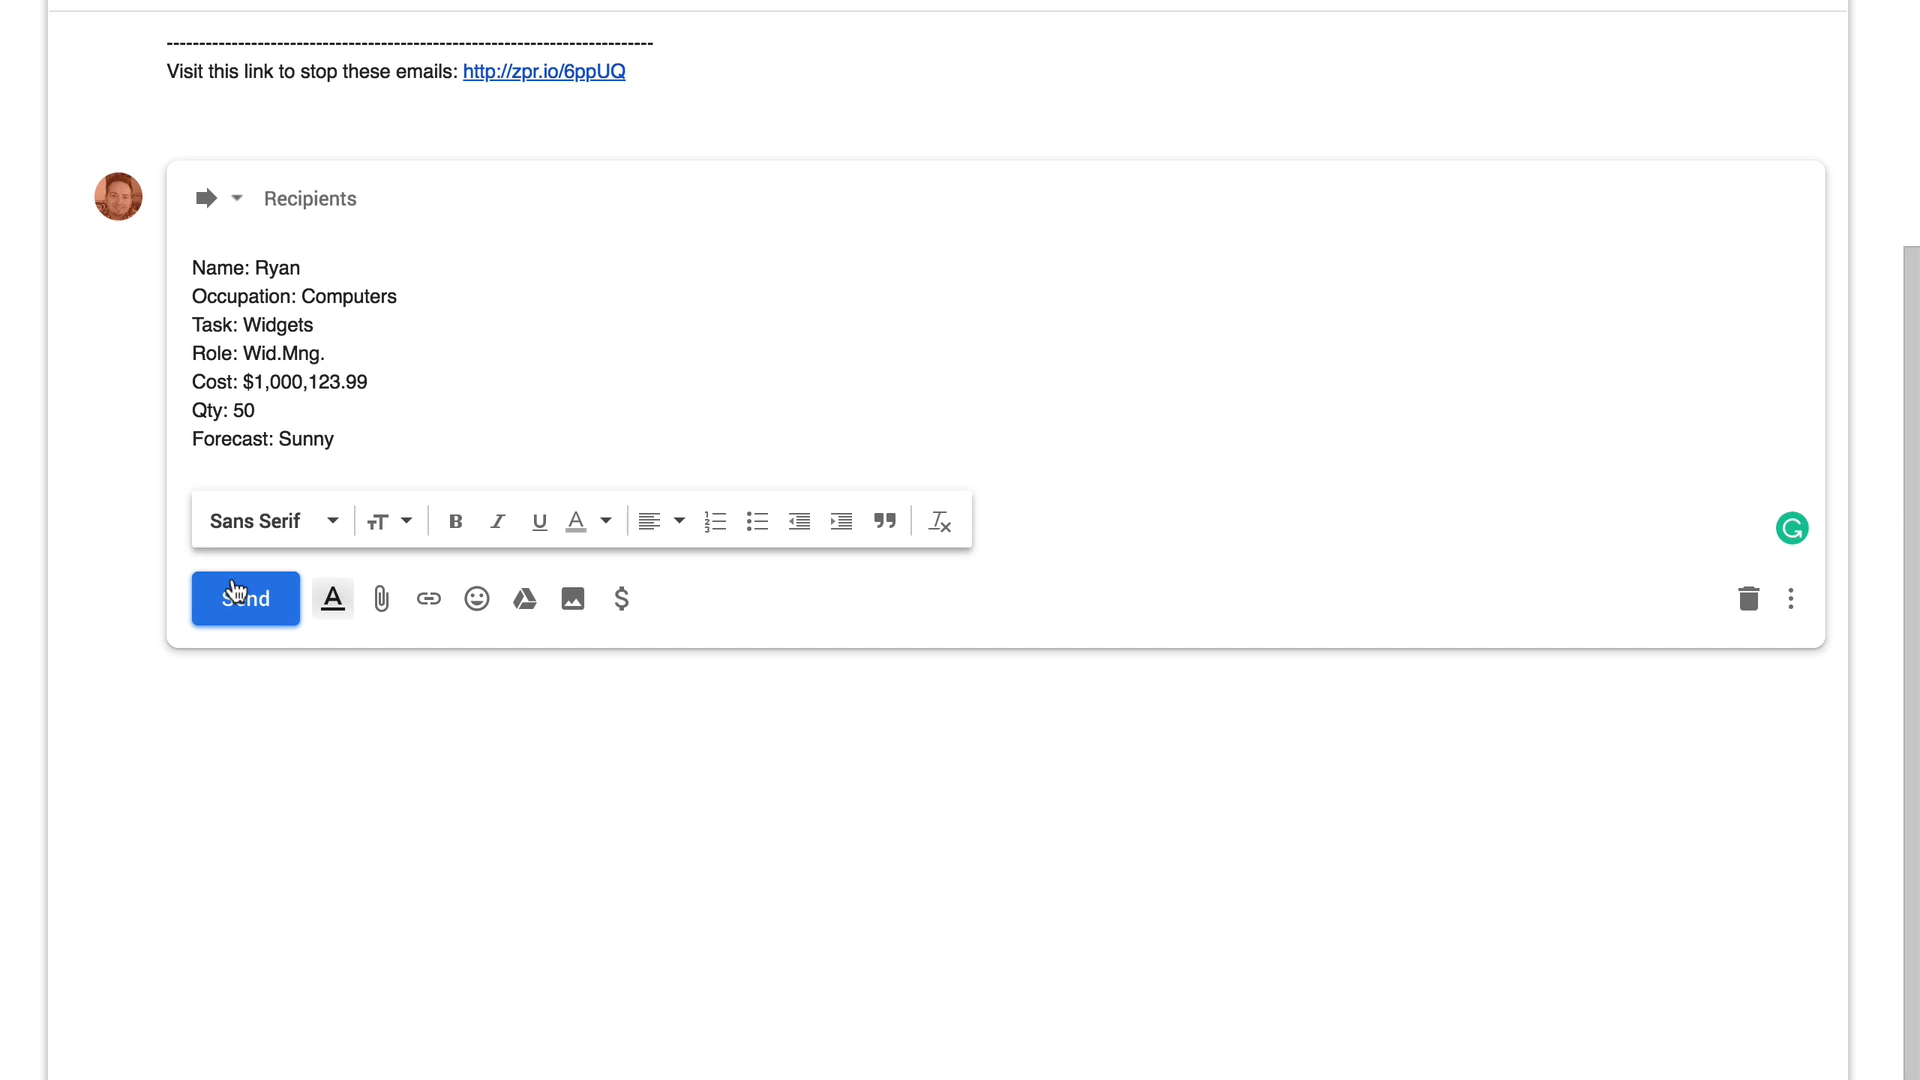 --------------------------------------------------------------------------
Visit this link to stop these emails: http://zpr.io/6ppUQ
Recipients
Name: Ryan
Occupation: Computers
Task: Widgets
Role: Wid.Mng.
Cost: $1,000,123.99
Qty: 50
Forecast: Sunny
Sans Serif
Send